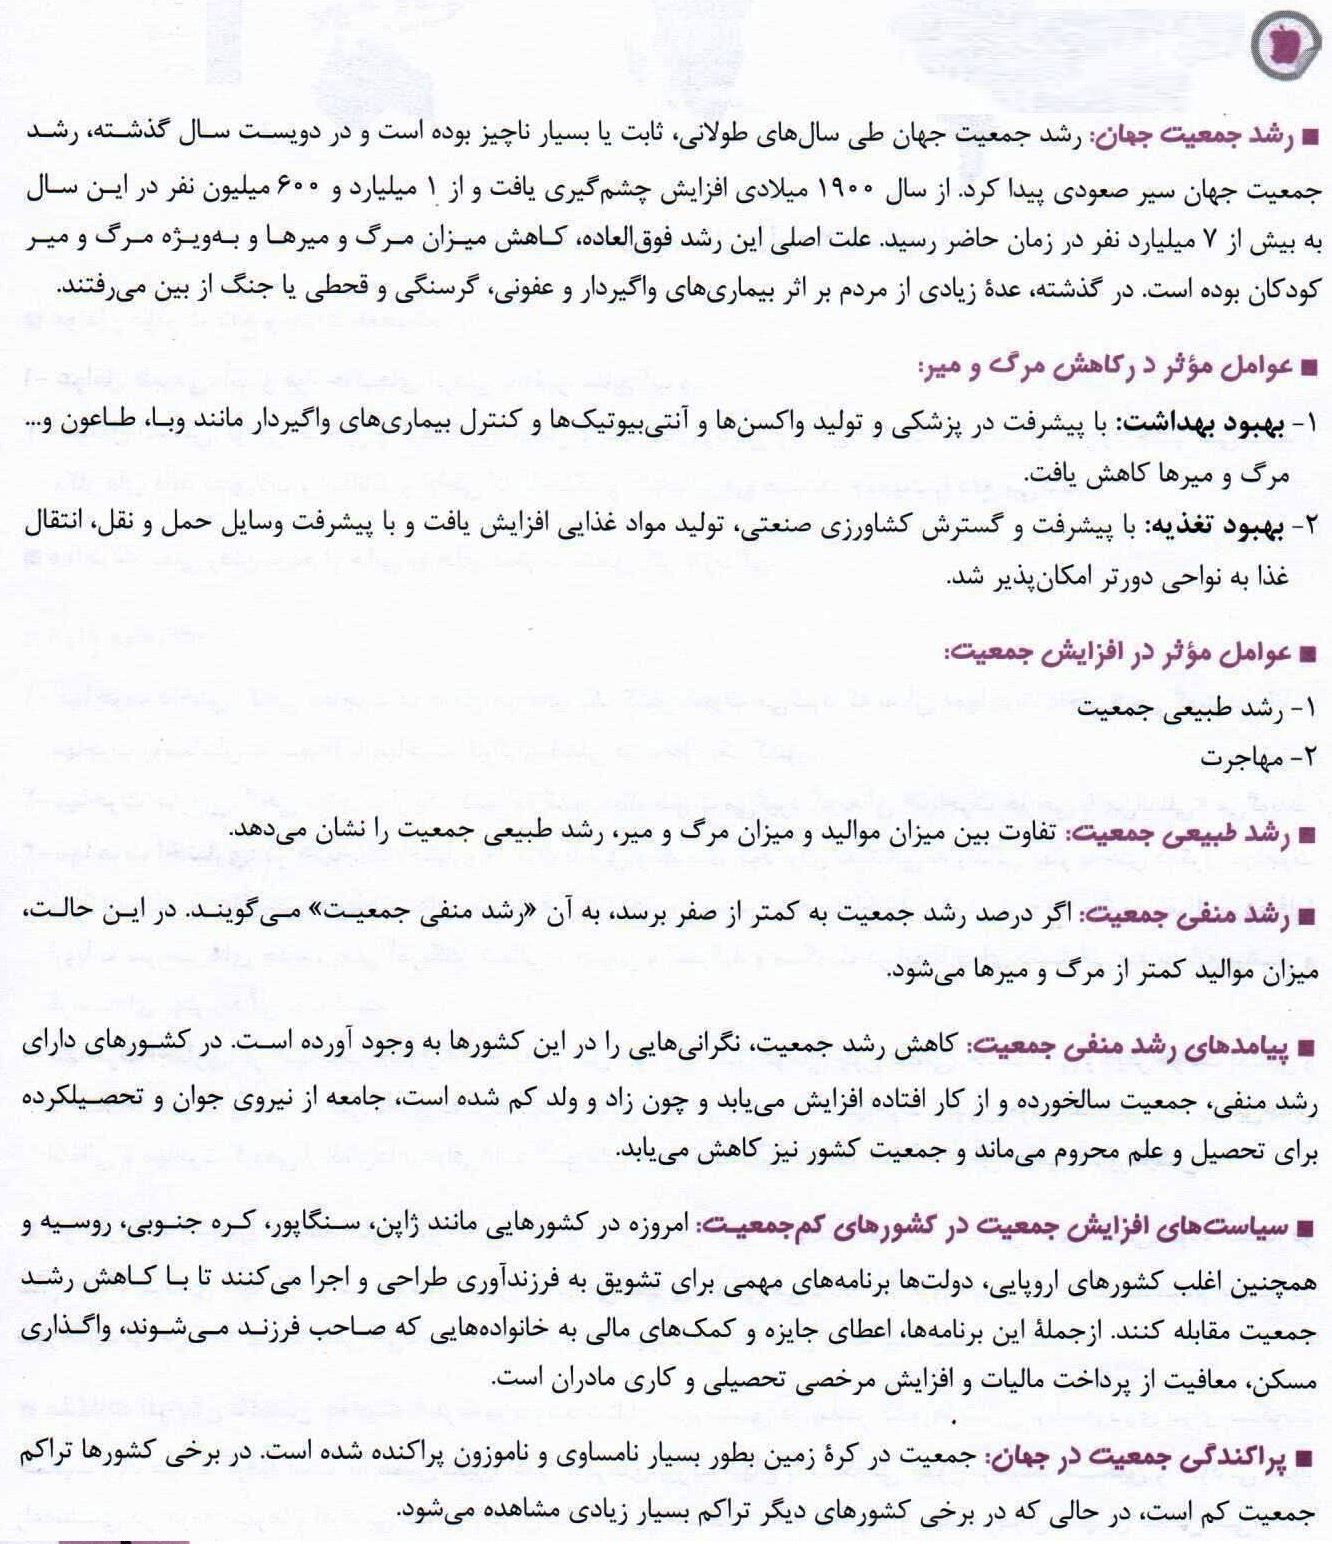 ■ رشد جمعیت جهان: رشد جمعیت جهان طی سال‌های طولانی، ثابت یا بسیار ناچیز بوده است و در دویست سال گذشته، رشد
جمعیت جهان سیر صعودی پیدا کرد. از سال ۱۹۰۰ میلادی افزایش چشم‌گیری یافت و از ۱ میلیارد و ۶۰۰ میلیون نفر در این سال
به بیش از ۷ میلیارد نفر در زمان حاضر رسید. علت اصلی این رشد فوق‌العاده، کاهش میزان مرگ و میرها و به‌ویژه مرگ و میر
کودکان بوده است. در گذشته، عدهٔ زیادی از مردم بر اثر بیماری‌های واگیردار و عفونی، گرسنگی و قحطی یا جنگ از بین می‌رفتند.
■ عوامل مؤثر در کاهش مرگ و میر:
۱- بهبود بهداشت: با پیشرفت در پزشکی و تولید واکسن‌ها و آنتی‌بیوتیک‌ها و کنترل بیماری‌های واگیردار مانند وبا، طاعون و...
مرگ و میرها کاهش یافت.
۲- بهبود تغذیه: با پیشرفت و گسترش کشاورزی صنعتی، تولید مواد غذایی افزایش یافت و با پیشرفت وسایل حمل و نقل، انتقال
غذا به نواحی دورتر امکان‌پذیر شد.
■ عوامل مؤثر در افزایش جمعیت:
۱- رشد طبیعی جمعیت
۲- مهاجرت
■ رشد طبیعی جمعیت: تفاوت بین میزان موالید و میزان مرگ و میر، رشد طبیعی جمعیت را نشان می‌دهد.
■ رشد منفی جمعیت: اگر درصد رشد جمعیت به کمتر از صفر برسد، به آن «رشد منفی جمعیت» می‌گویند. در این حالت،
میزان موالید کمتر از مرگ و میرها می‌شود.
■ پیامدهای رشد منفی جمعیت: کاهش رشد جمعیت، نگرانی‌هایی را در این کشورها به وجود آورده است. در کشورهای دارای
رشد منفی، جمعیت سالخورده و از کار افتاده افزایش می‌یابد و چون زاد و ولد کم شده است، جامعه از نیروی جوان و تحصیلکرده
برای تحصیل و علم محروم می‌ماند و جمعیت کشور نیز کاهش می‌یابد.
■ سیاست‌های افزایش جمعیت در کشورهای کم‌جمعیت: امروزه در کشورهایی مانند ژاپن، سنگاپور، کره جنوبی، روسیه و
همچنین اغلب کشورهای اروپایی، دولت‌ها برنامه‌های مهمی برای تشویق به فرزندآوری طراحی و اجرا می‌کنند تا با کاهش رشد
جمعیت مقابله کنند. ازجملهٔ این برنامه‌ها، اعطای جایزه و کمک‌های مالی به خانواده‌هایی که صاحب فرزند می‌شوند، واگذاری
مسکن، معافیت از پرداخت مالیات و افزایش مرخصی تحصیلی و کاری مادران است.
■ پراکندگی جمعیت در جهان: جمعیت در کرهٔ زمین بطور بسیار نامساوی و ناموزون پراکنده شده است. در برخی کشورها تراکم
جمعیت کم است، در حالی که در برخی کشورهای دیگر تراکم بسیار زیادی مشاهده می‌شود.